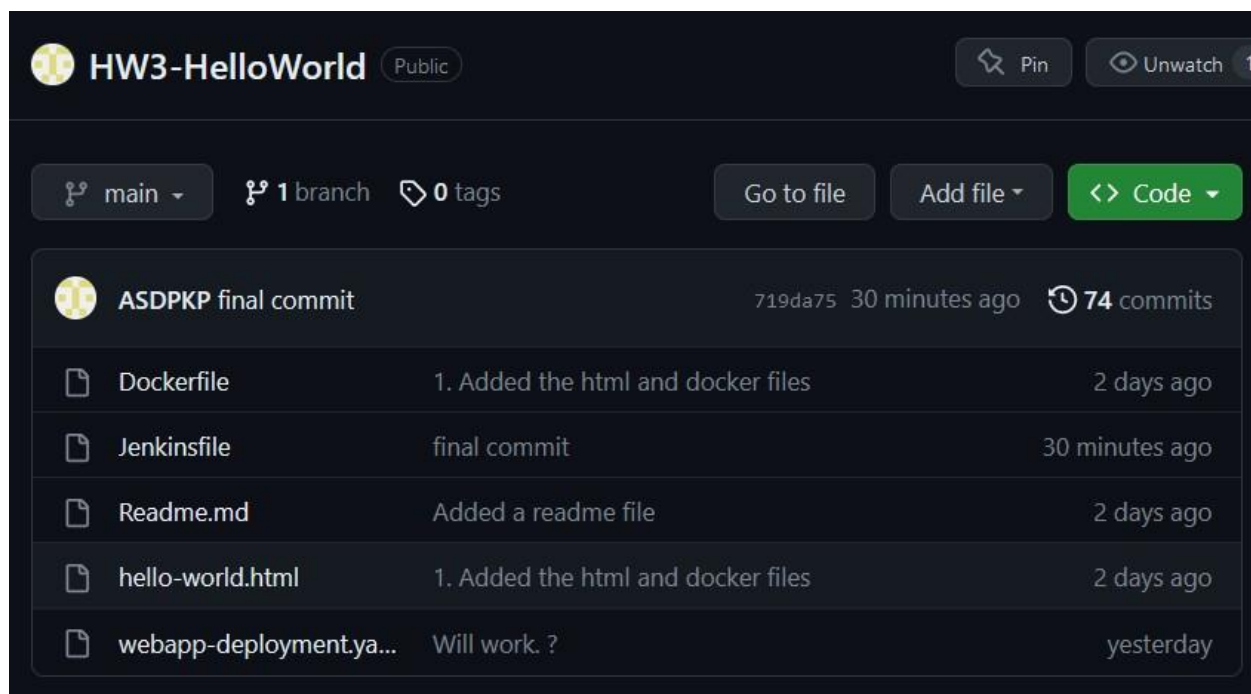 HW3-HelloWorld Public Pin Unwatch 1
main 1 branch 0 tags Go to file Add file <> Code
ASDPKP final commit 719da75 30 minutes ago 74 commits
Dockerfile 1. Added the html and docker files 2 days ago
Jenkinsfile final commit 30 minutes ago
Readme.md Added a readme file 2 days ago
hello-world.html 1. Added the html and docker files 2 days ago
webapp-deployment.ya... Will work. ? yesterday